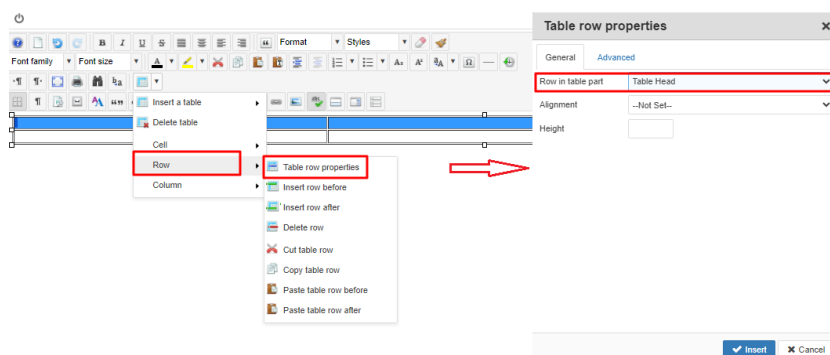 Table row properties
x
B I U S Format Styles
Font family Font size A A₂ A² Ω
General Advanced
Row in table part Table Head
Insert a table
Alignment --Not Set--
Delete table
Height
Cell
Row
Table row properties
Column
Insert row before
Insert row after
Delete row
Cut table row
Copy table row
Paste table row before
Paste table row after
Insert x Cancel